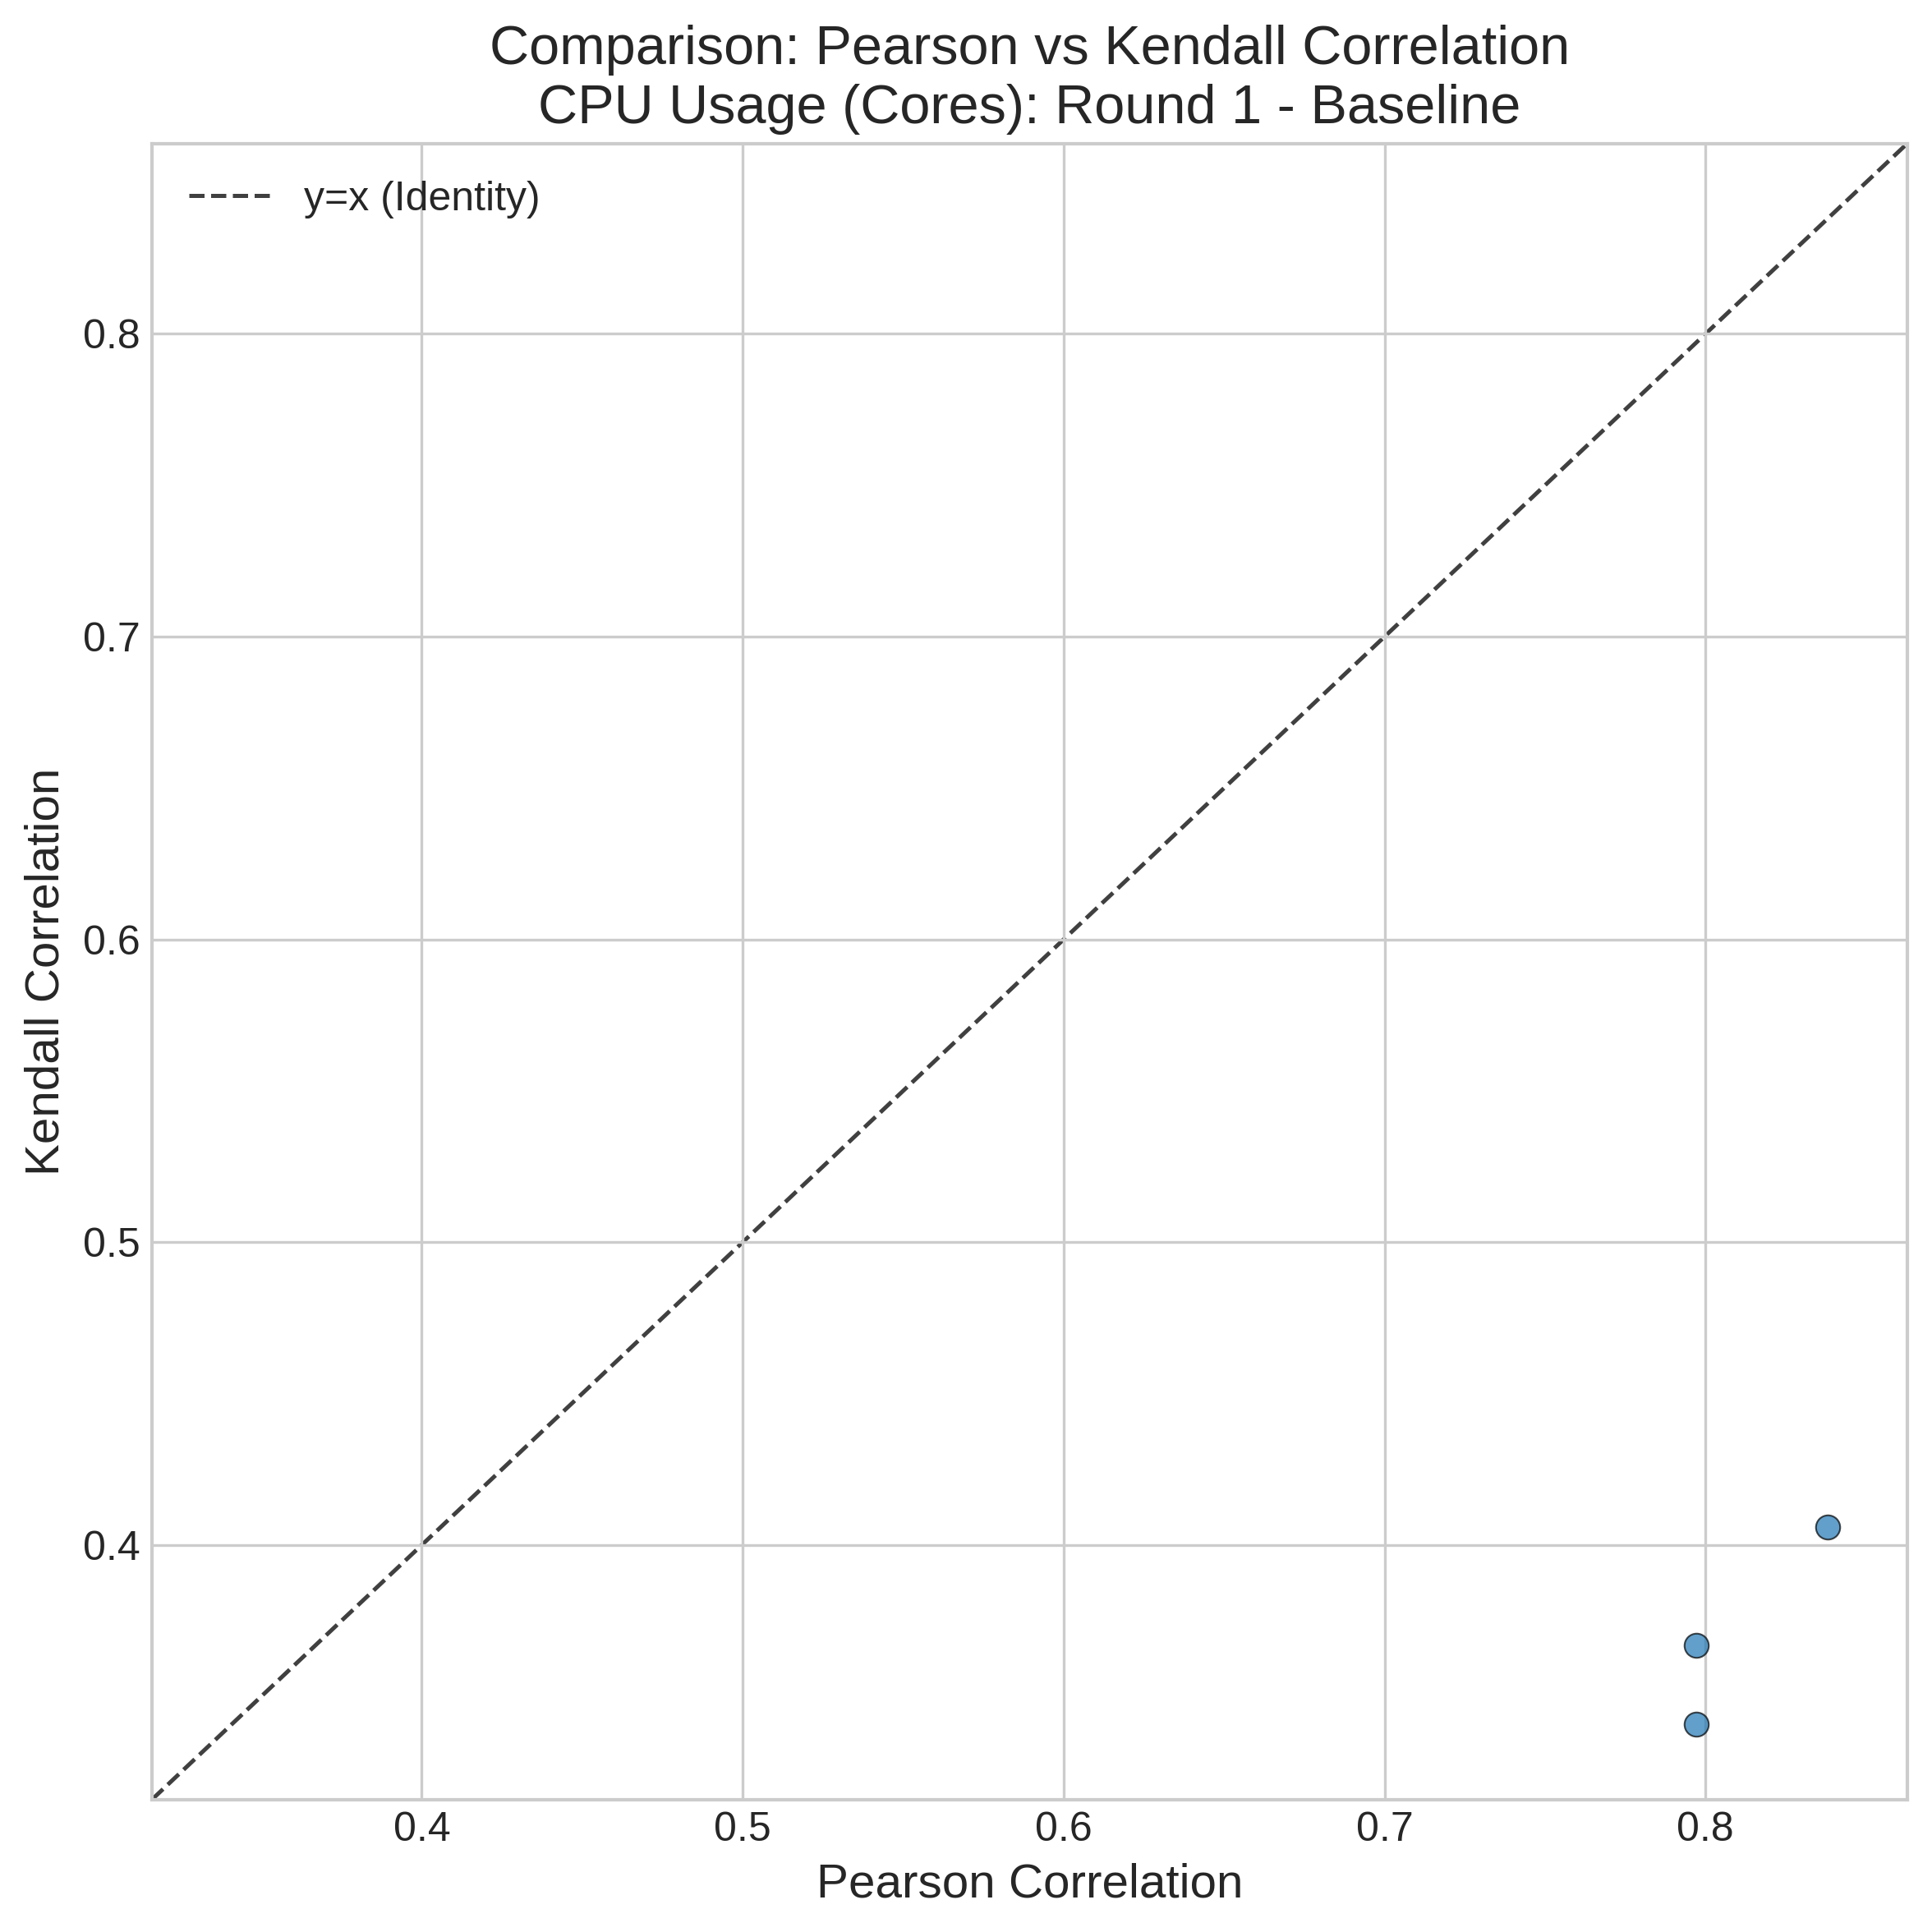 Comparison: Pearson vs Kendall Correlation
CPU Usage (Cores): Round 1 - Baseline
y=x (Identity)
0.8
0.7
0.6
0.5
0.4
Kendall Correlation
0.4
0.5
0.6
0.7
0.8
Pearson Correlation